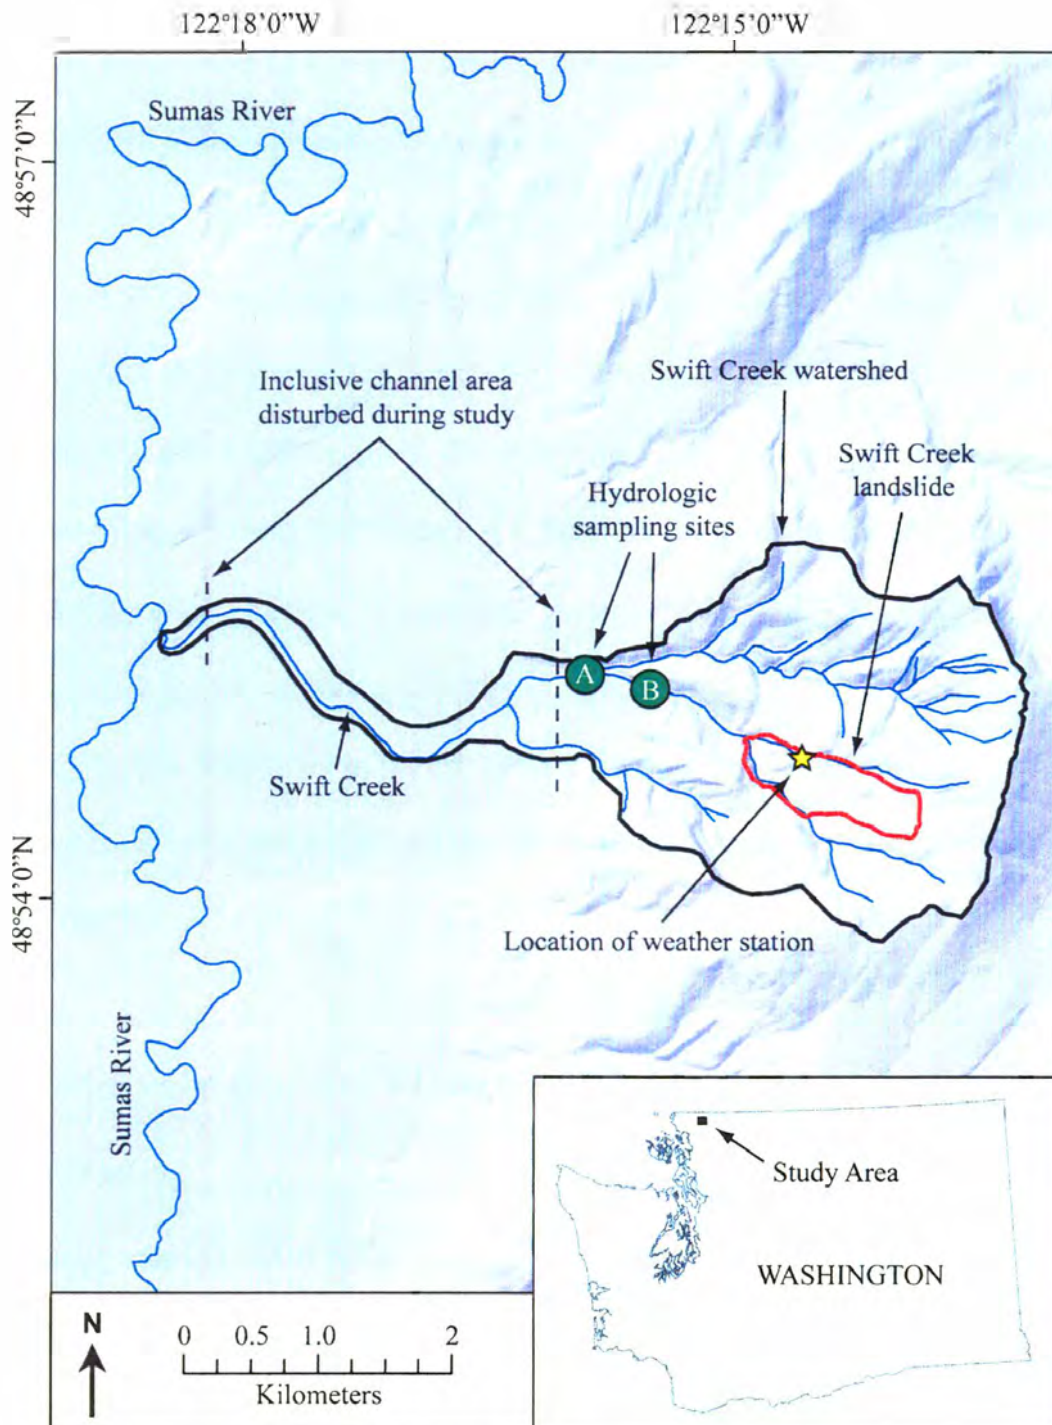 122°18'0”W
122°15'0”W
48°57'0”N
Sumas River
Swift Creek watershed
Inclusive channel area
disturbed during study
Swift Creek
landslide
Hydrologic
sampling sites
A
B
Swift Creek
48°54'0”N
Location of weather station
Sumas River
Study Area
WASHINGTON
N
0 0.5 1.0 2
Kilometers